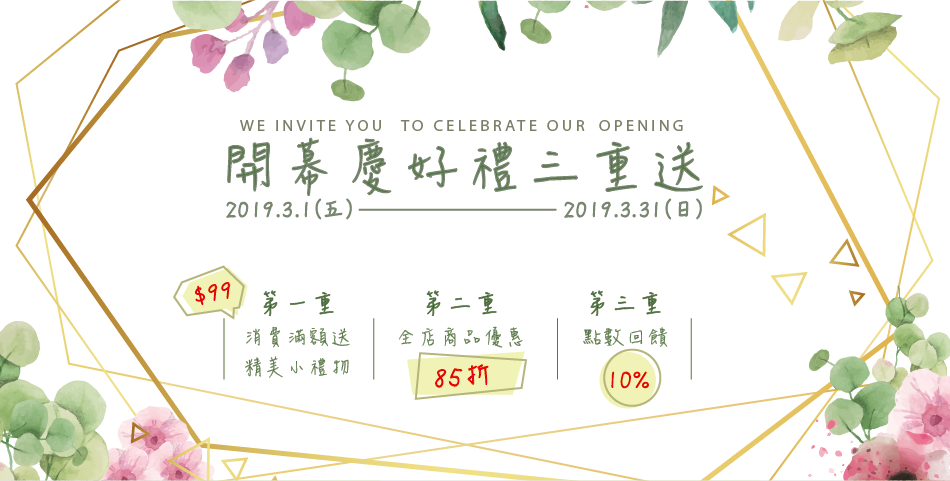 WE INVITE YOU TO CELEBRATE OUR OPENING
開幕慶好禮三重送
2019.3.1(五) 2019.3.31(日)
$99
第一重
消費滿額送
精美小禮物
第二重
全店商品優惠
85折
第三重
點數回饋
10%